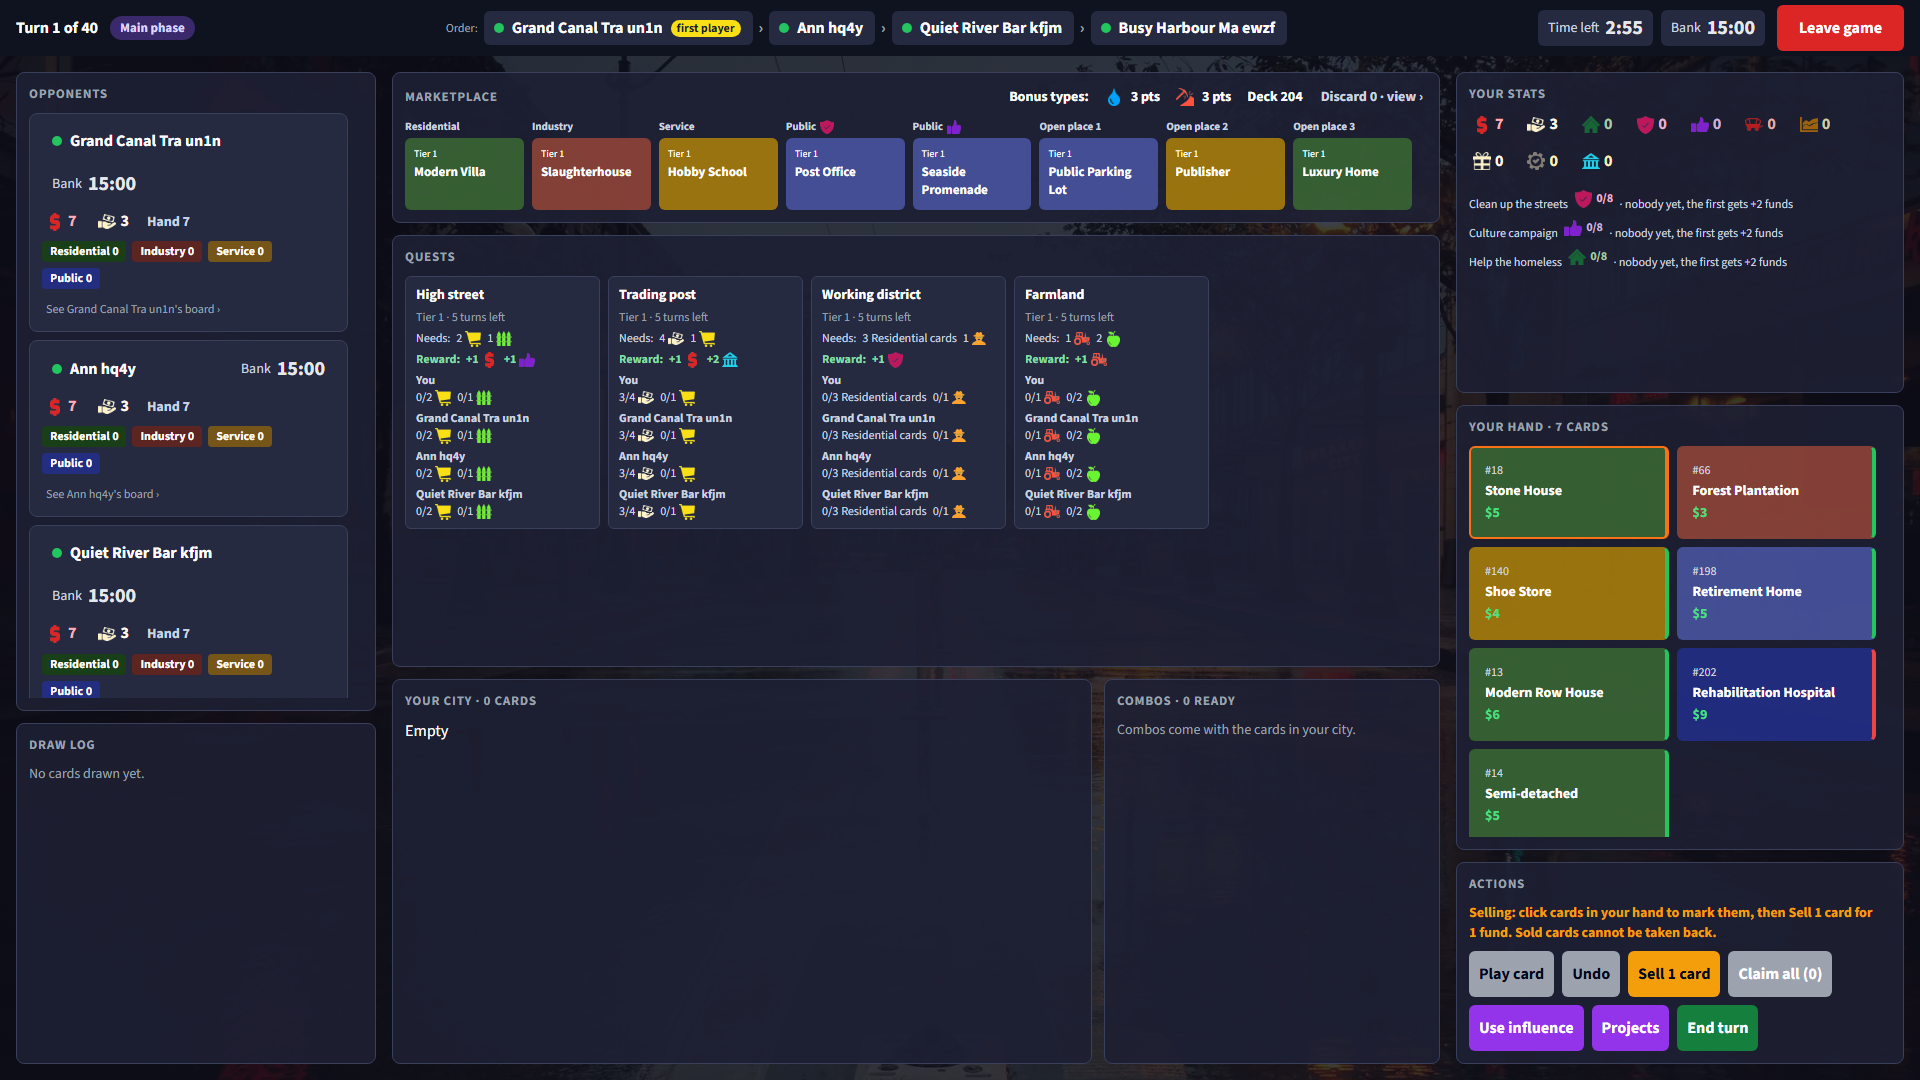 Turn 1 of 40
Main phase
Order:
Grand Canal Tra un1n
first player
›
Ann hq4y
›
Quiet River Bar kfjm
›
Busy Harbour Ma ewzf
Time left 2:55
Bank 15:00
Leave game
OPPONENTS
Grand Canal Tra un1n
Bank 15:00
7 3 Hand 7
Residential 0 Industry 0 Service 0
Public 0
See Grand Canal Tra un1n's board ›
Ann hq4y
Bank 15:00
7 3 Hand 7
Residential 0 Industry 0 Service 0
Public 0
See Ann hq4y's board ›
Quiet River Bar kfjm
Bank 15:00
7 3 Hand 7
Residential 0 Industry 0 Service 0
Public 0
DRAW LOG
No cards drawn yet.
MARKETPLACE
Bonus types: 3 pts 3 pts Deck 204 Discard 0 · view ›
Residential
Tier 1
Modern Villa
Industry
Tier 1
Slaughterhouse
Service
Tier 1
Hobby School
Public
Tier 1
Post Office
Public
Tier 1
Seaside
Promenade
Open place 1
Tier 1
Public Parking
Lot
Open place 2
Tier 1
Publisher
Open place 3
Tier 1
Luxury Home
QUESTS
High street
Tier 1 · 5 turns left
Needs: 2 1
Reward: +1 +1
You
0/2 0/1
Grand Canal Tra un1n
0/2 0/1
Ann hq4y
0/2 0/1
Quiet River Bar kfjm
0/2 0/1
Trading post
Tier 1 · 5 turns left
Needs: 4 1
Reward: +1 +2
You
3/4 0/1
Grand Canal Tra un1n
3/4 0/1
Ann hq4y
3/4 0/1
Quiet River Bar kfjm
3/4 0/1
Working district
Tier 1 · 5 turns left
Needs: 3 Residential cards 1
Reward: +1
You
0/3 Residential cards 0/1
Grand Canal Tra un1n
0/3 Residential cards 0/1
Ann hq4y
0/3 Residential cards 0/1
Quiet River Bar kfjm
0/3 Residential cards 0/1
Farmland
Tier 1 · 5 turns left
Needs: 1 2
Reward: +1
You
0/1 0/2
Grand Canal Tra un1n
0/1 0/2
Ann hq4y
0/1 0/2
Quiet River Bar kfjm
0/1 0/2
YOUR CITY · 0 CARDS
Empty
COMBOS · 0 READY
Combos come with the cards in your city.
YOUR STATS
7 3 0 0 0 0 0
0 0 0
Clean up the streets 0/8 · nobody yet, the first gets +2 funds
Culture campaign 0/8 · nobody yet, the first gets +2 funds
Help the homeless 0/8 · nobody yet, the first gets +2 funds
YOUR HAND · 7 CARDS
#18
Stone House
$5
#66
Forest Plantation
$3
#140
Shoe Store
$4
#198
Retirement Home
$5
#13
Modern Row House
$6
#202
Rehabilitation Hospital
$9
#14
Semi-detached
$5
ACTIONS
Selling: click cards in your hand to mark them, then Sell 1 card for
1 fund. Sold cards cannot be taken back.
Play card
Undo
Sell 1 card
Claim all (0)
Use influence
Projects
End turn